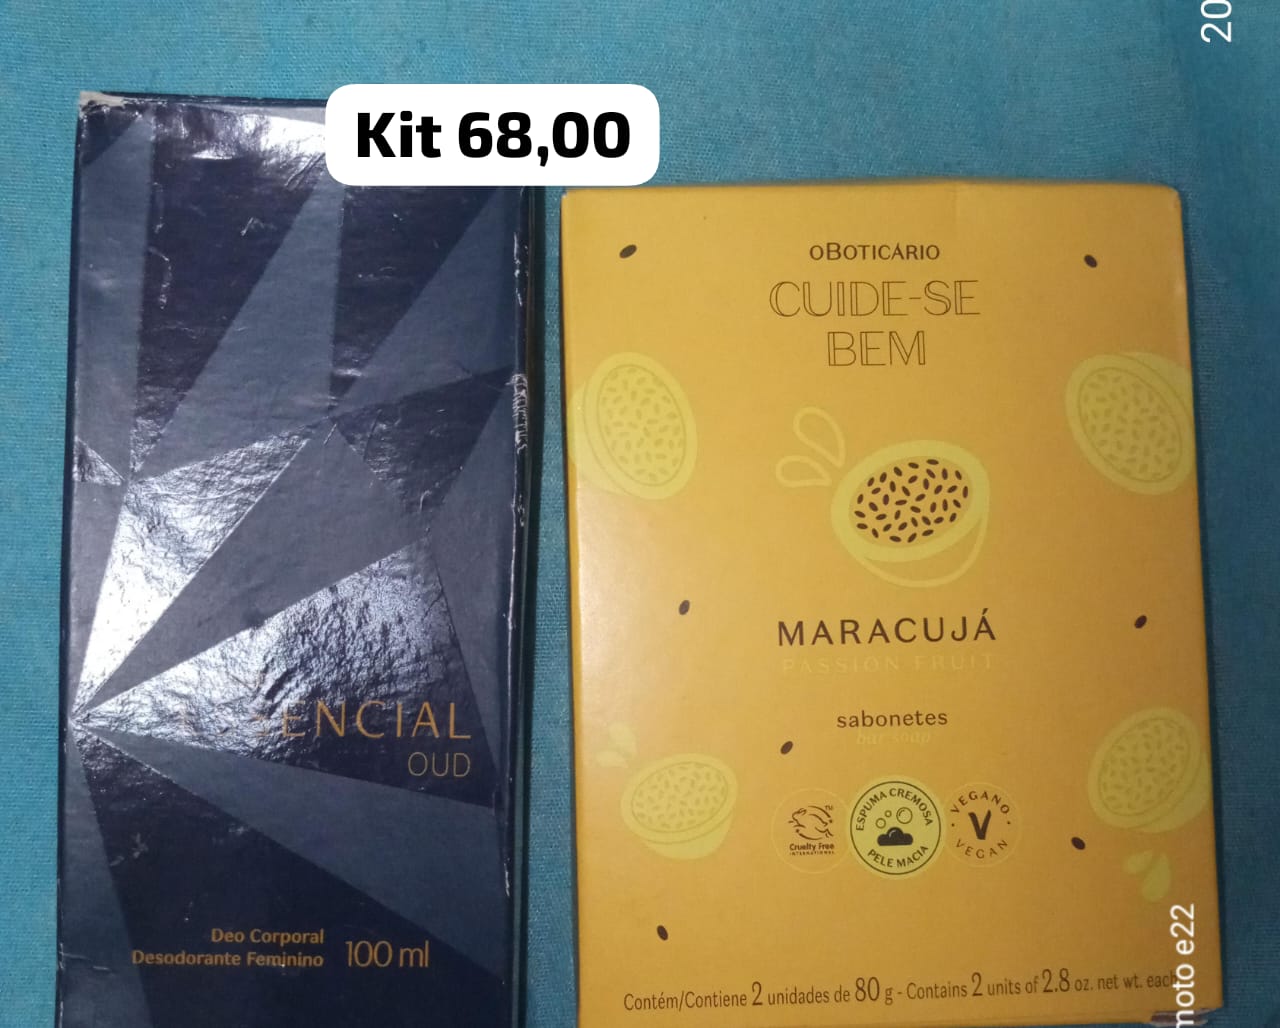 Kit 68,00
ESSENCIAL
OUD
Deo Corporal
Desodorante Feminino
100 ml
oBOTICÁRIO
CUIDE-SE
BEM
MARACUJÁ
PASSION FRUIT
sabonetes
bar soap
Cruelty Free
INTERNATIONAL
ESPUMA CREMOSA
PELE MACIA
VEGANO
VEGAN
Contém/Contiene 2 unidades de 80 g - Contains 2 units of 2.8 oz. net wt. each
moto e22
20